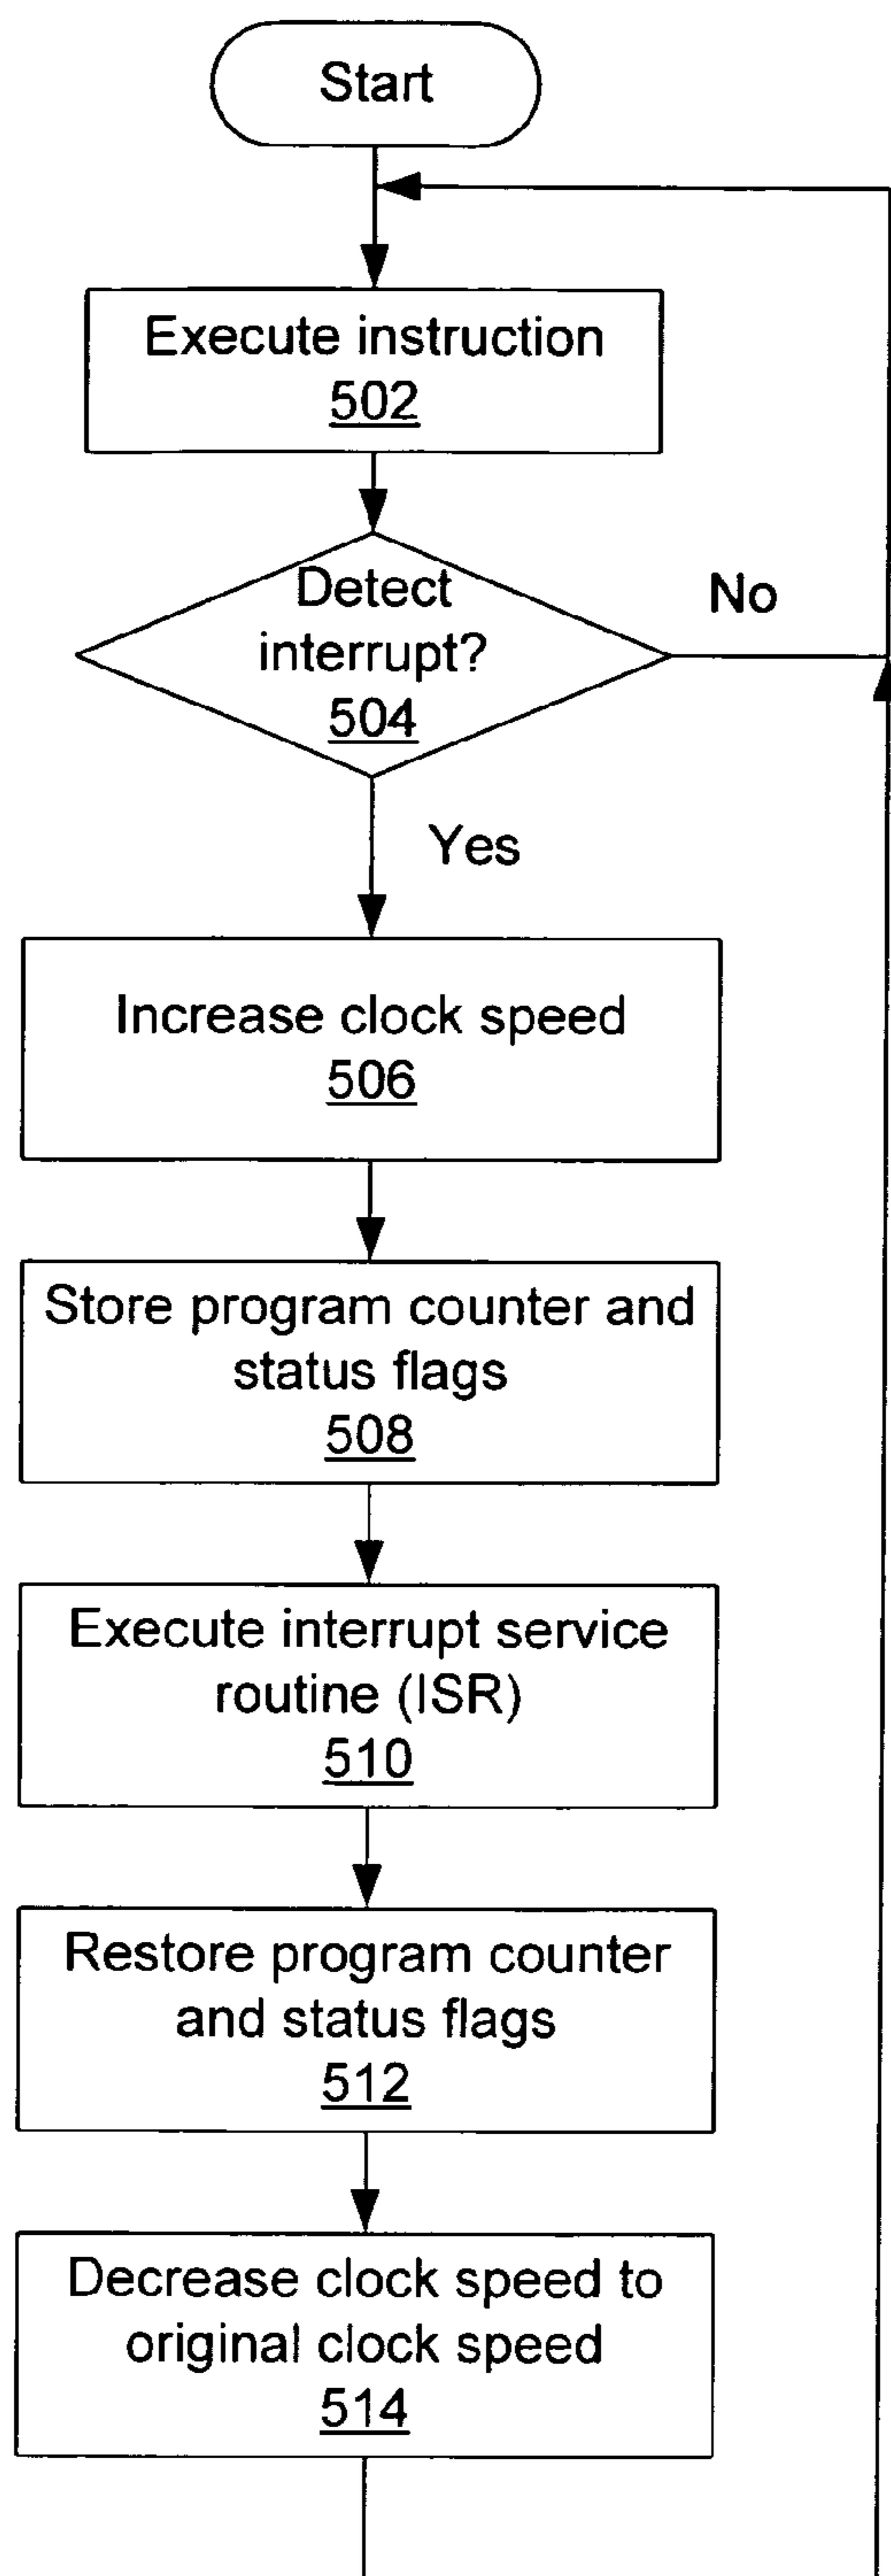 Start
Execute instruction
502
Detect
interrupt?
504
No
Yes
Increase clock speed
506
Store program counter and
status flags
508
Execute interrupt service
routine (ISR)
510
Restore program counter
and status flags
512
Decrease clock speed to
original clock speed
514